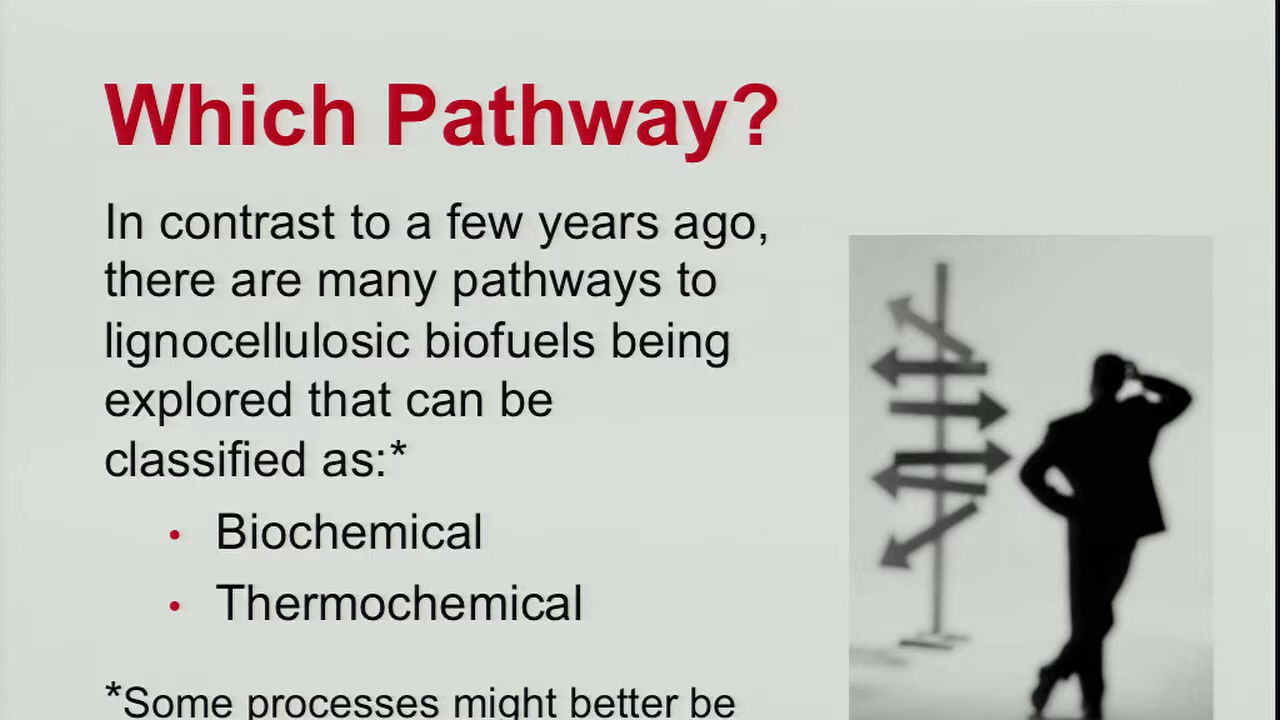 Which Pathway?
In contrast to a few years ago,
there are many pathways to
lignocellulosic biofuels being
explored that can be
classified as:*
• Biochemical
• Thermochemical
*Some processes might better be